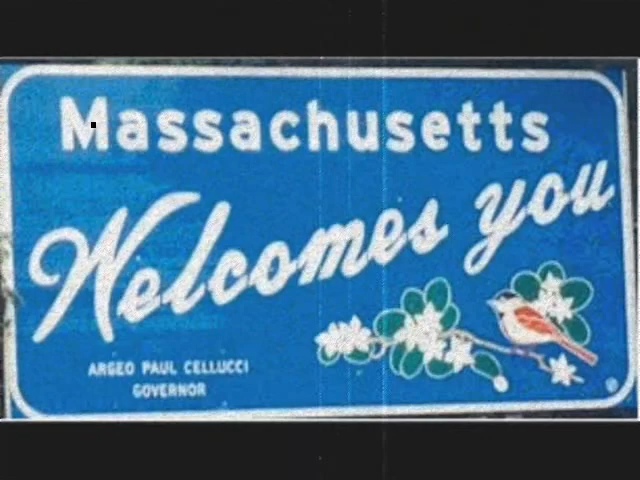 Massachusetts
Welcomes you
ARGEO PAUL CELLUCCI
GOVERNOR